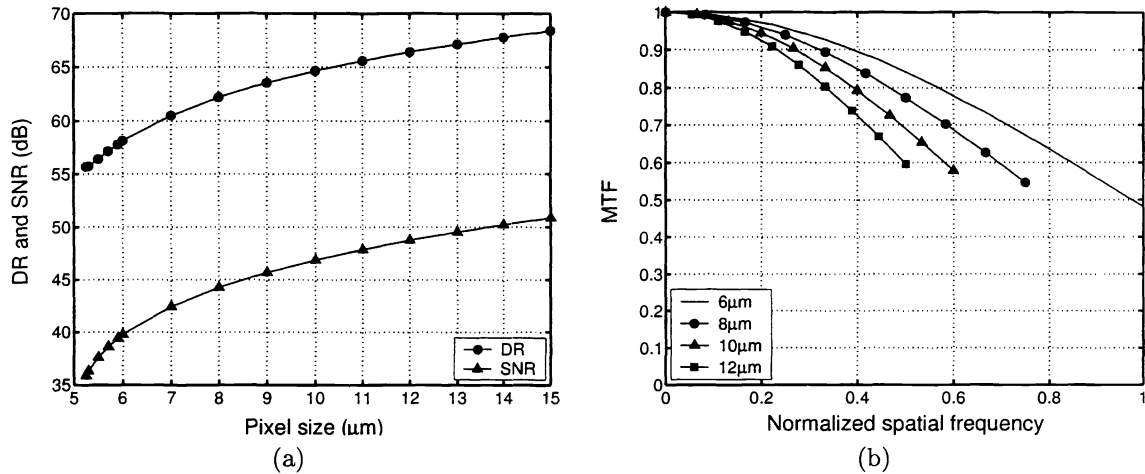 70
65
60
55
50
45
40
35
DR and SNR (dB)
5 6 7 8 9 10 11 12 13 14 15
Pixel size (μm)
DR
SNR
(a)
1
0.9
0.8
0.7
0.6
0.5
0.4
0.3
0.2
0.1
0
MTF
0 0.2 0.4 0.6 0.8 1
Normalized spatial frequency
6μm
8μm
10μm
12μm
(b)